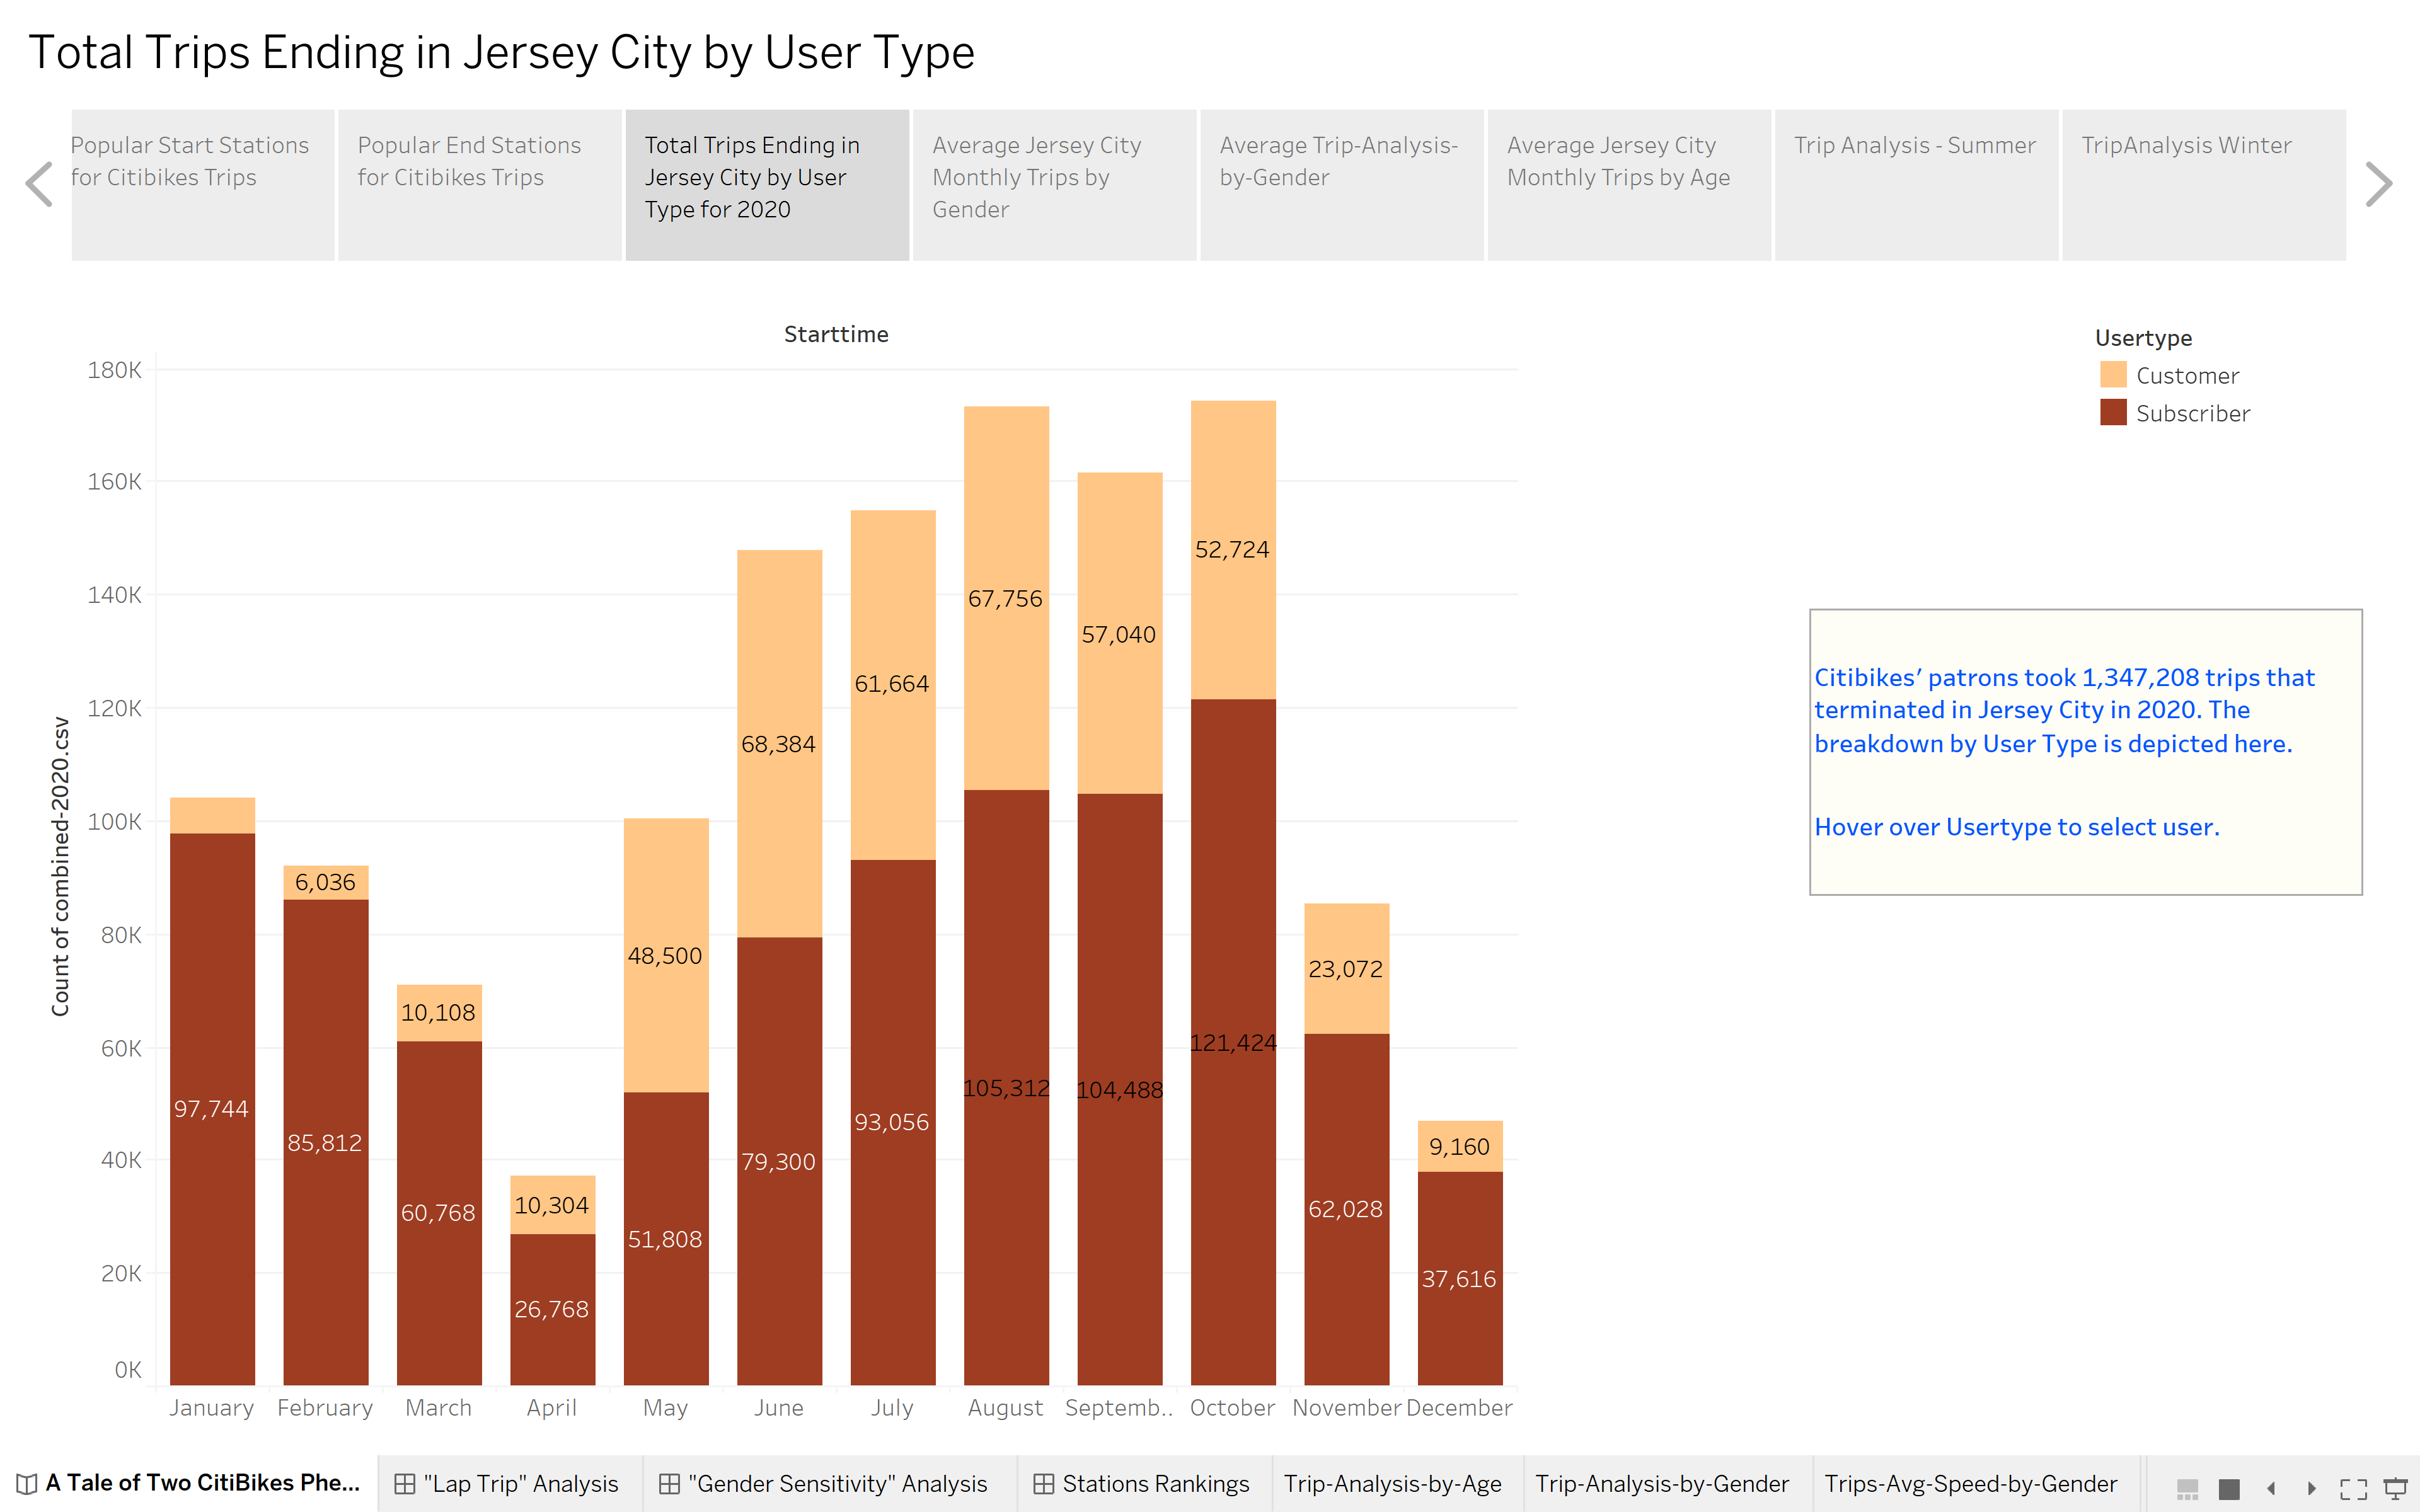 Total Trips Ending in Jersey City by User Type
Popular Start Stations
for Citibikes Trips
Popular End Stations
for Citibikes Trips
Total Trips Ending in
Jersey City by User
Type for 2020
Average Jersey City
Monthly Trips by
Gender
Average Trip-Analysis-
by-Gender
Average Jersey City
Monthly Trips by Age
Trip Analysis - Summer
TripAnalysis Winter
Starttime
Count of combined-2020.csv
180K
160K
140K
120K
100K
80K
60K
40K
20K
0K
97,744
6,036
85,812
10,108
60,768
10,304
26,768
48,500
51,808
68,384
79,300
61,664
93,056
67,756
105,312
57,040
104,488
52,724
121,424
23,072
62,028
9,160
37,616
January
February
March
April
May
June
July
August
Septemb..
October
November
December
Usertype
Customer
Subscriber
Citibikes’ patrons took 1,347,208 trips that
terminated in Jersey City in 2020. The
breakdown by User Type is depicted here.
Hover over Usertype to select user.
A Tale of Two CitiBikes Phe...
"Lap Trip" Analysis
"Gender Sensitivity" Analysis
Stations Rankings
Trip-Analysis-by-Age
Trip-Analysis-by-Gender
Trips-Avg-Speed-by-Gender